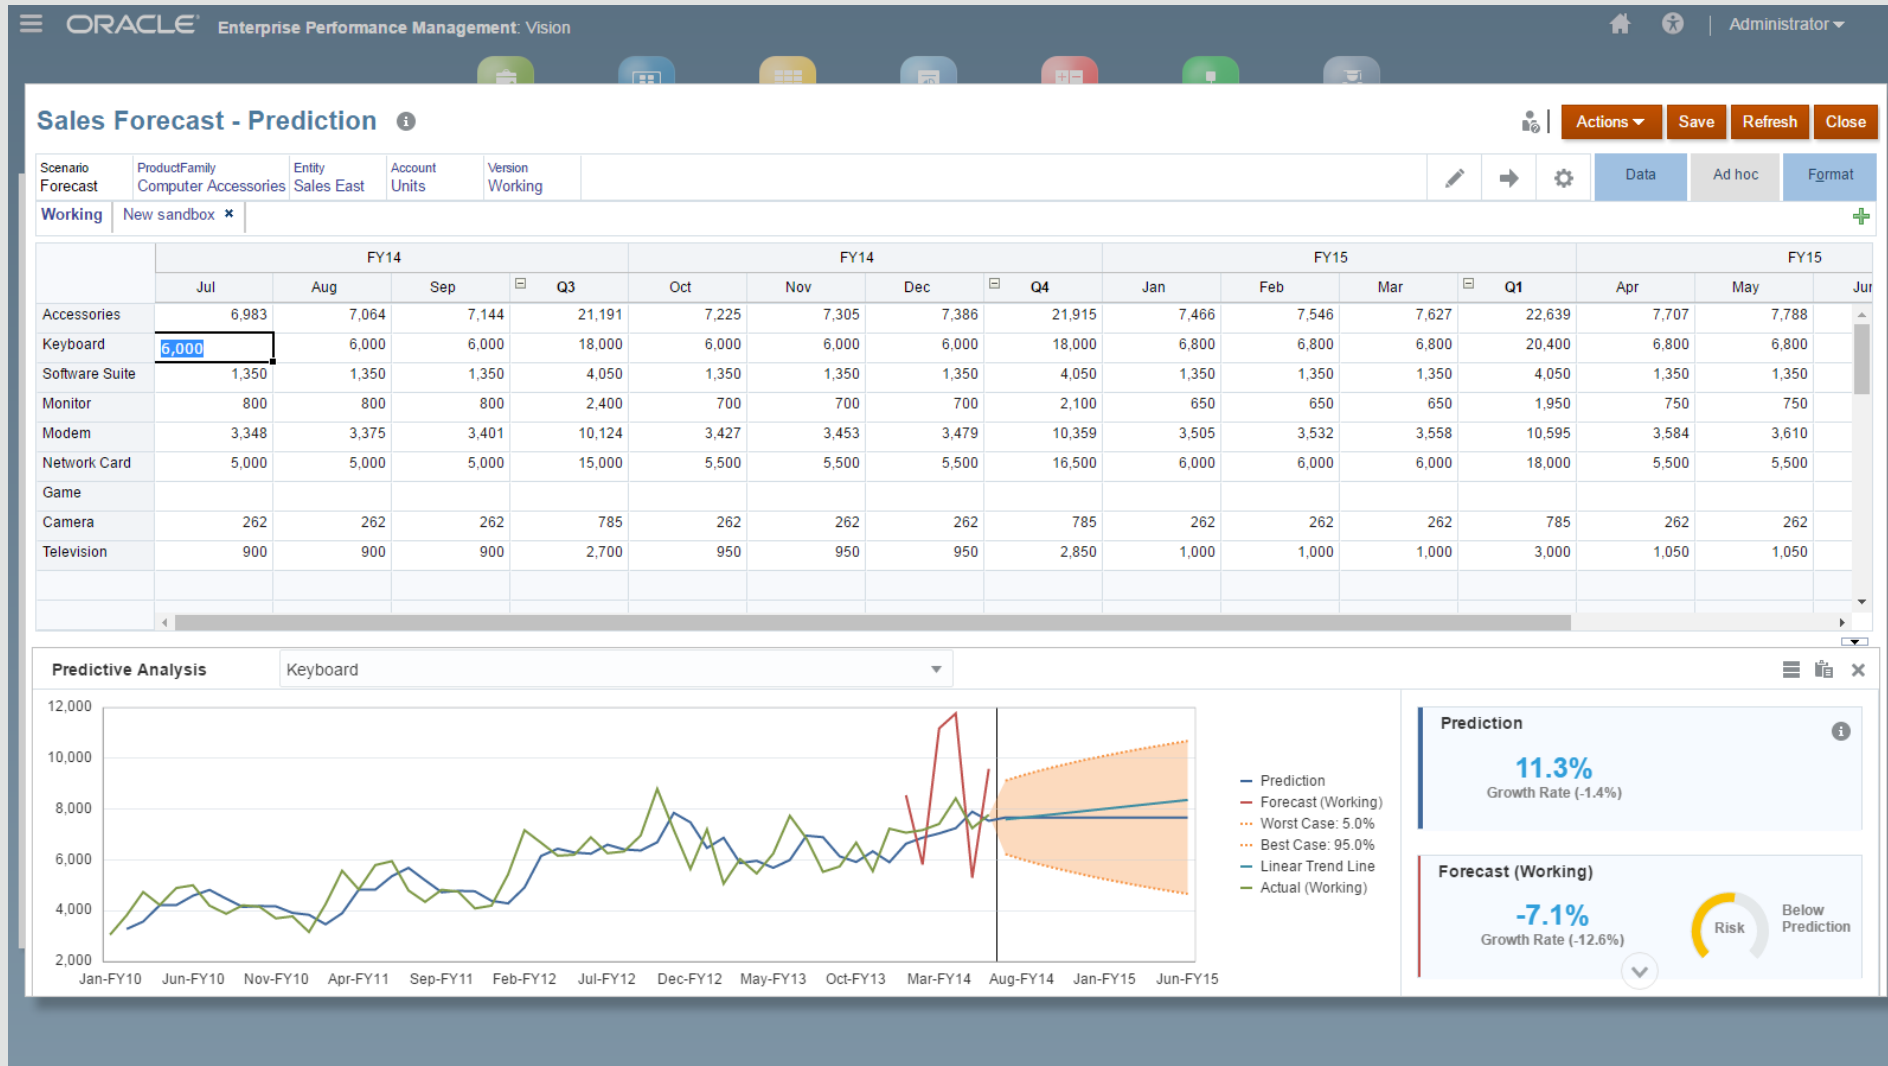 ORACLE Enterprise Performance Management: Vision Administrator
Sales Forecast - Prediction Actions Save Refresh Close
Scenario ProductFamily Entity Account Version
Forecast Computer Accessories Sales East Units Working Data Ad hoc Format
Working New sandbox
FY14 FY14 FY15 FY15
Jul Aug Sep Q3 Oct Nov Dec Q4 Jan Feb Mar Q1 Apr May Jur
Accessories 6,983 7,064 7,144 21,191 7,225 7,305 7,386 21,915 7,466 7,546 7,627 22,639 7,707 7,788
Keyboard 6,000 6,000 6,000 18,000 6,000 6,000 6,000 18,000 6,800 6,800 6,800 20,400 6,800 6,800
Software Suite 1,350 1,350 1,350 4,050 1,350 1,350 1,350 4,050 1,350 1,350 1,350 4,050 1,350 1,350
Monitor 800 800 800 2,400 700 700 700 2,100 650 650 650 1,950 750 750
Modem 3,348 3,375 3,401 10,124 3,427 3,453 3,479 10,359 3,505 3,532 3,558 10,595 3,584 3,610
Network Card 5,000 5,000 5,000 15,000 5,500 5,500 5,500 16,500 6,000 6,000 6,000 18,000 5,500 5,500
Game
Camera 262 262 262 785 262 262 262 785 262 262 262 785 262 262
Television 900 900 900 2,700 950 950 950 2,850 1,000 1,000 1,000 3,000 1,050 1,050
Predictive Analysis Keyboard
12,000
10,000
8,000
6,000
4,000
2,000
Jan-FY10 Jun-FY10 Nov-FY10 Apr-FY11 Sep-FY11 Feb-FY12 Jul-FY12 Dec-FY12 May-FY13 Oct-FY13 Mar-FY14 Aug-FY14 Jan-FY15 Jun-FY15
Prediction
Forecast (Working)
Worst Case: 5.0%
Best Case: 95.0%
Linear Trend Line
Actual (Working)
Prediction
11.3%
Growth Rate (-1.4%)
Forecast (Working)
-7.1%
Growth Rate (-12.6%)
Risk
Below
Prediction